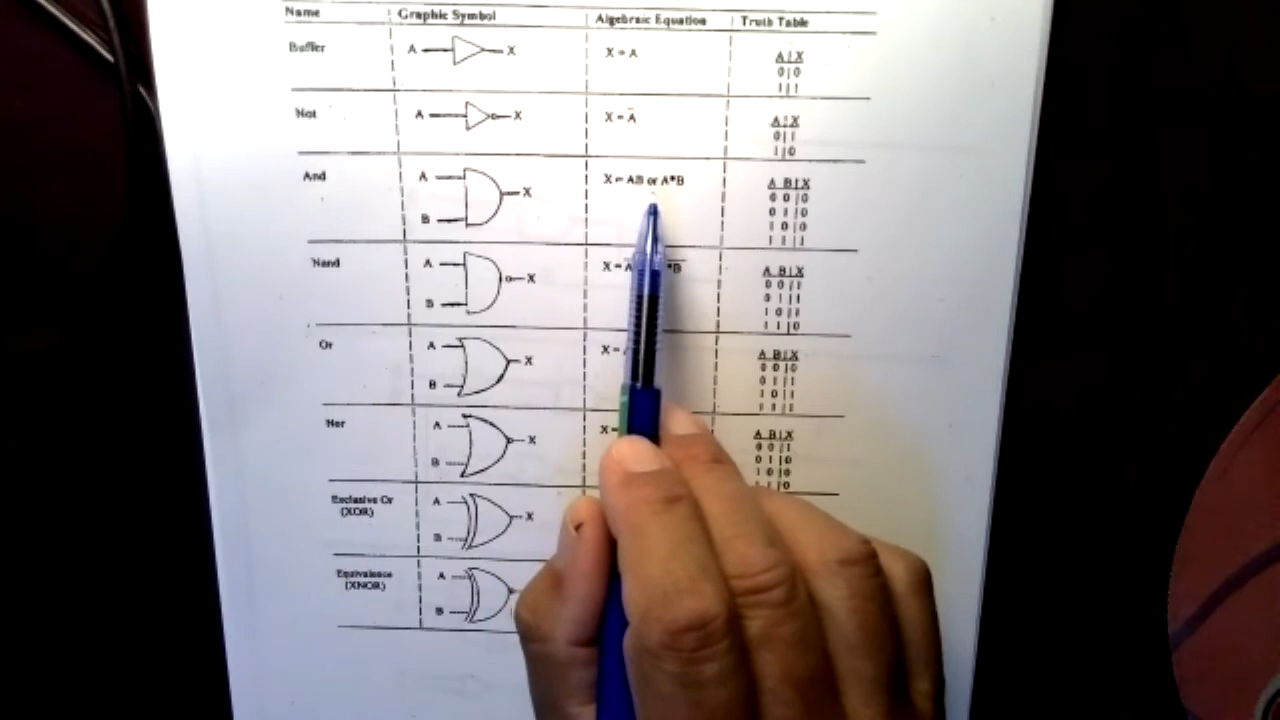 Name Graphic Symbol Algebraic Equation Truth Table
Buffer A X X = A
A X
0 0
1 1
Not A X X = A̅
A X
0 1
1 0
And A B X X = AB or A*B
A B X
0 0 0
0 1 0
1 0 0
1 1 1
Nand A B X X = A *B
A B X
0 0 1
0 1 1
1 0 1
1 1 0
Or A B X X =
A B X
0 0 0
0 1 1
1 0 1
1 1 1
Nor A B X X =
A B X
0 0 1
0 1 0
1 0 0
1 1 0
Exclusive Or A B X
(XOR)
Equivalence A B
(XNOR)